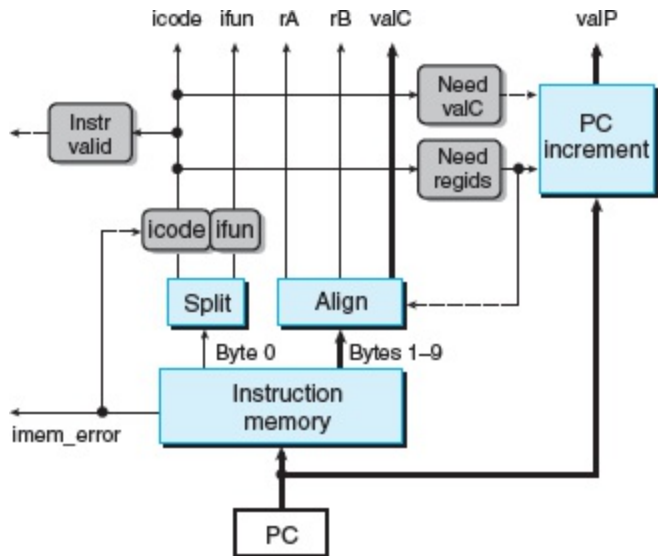 icode ifun rA rB valC valP
Need
valC
PC
increment
Instr
valid
Need
regids
icode ifun
Split
Align
Byte 0
Bytes 1–9
Instruction
memory
imem_error
PC